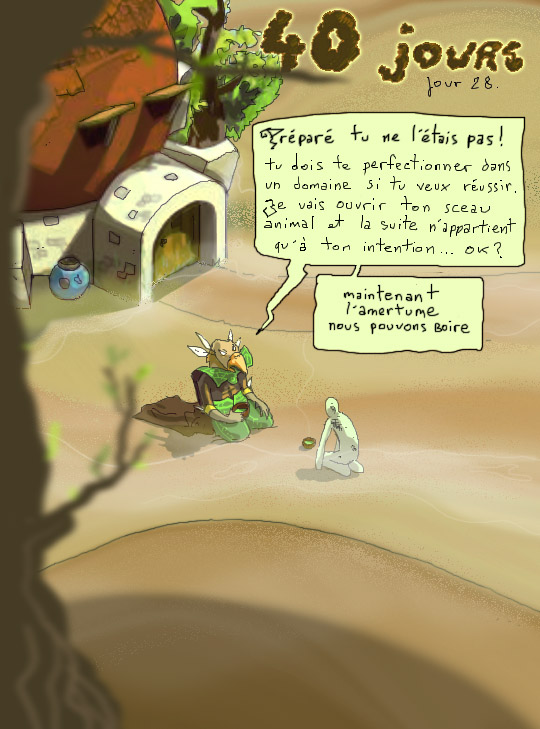 40 jours
jour 28.
Préparé tu ne l'étais pas!
tu dois te perfectionner dans
un domaine si tu veux réussir.
Je vais ouvrir ton sceau
animal et la suite n'appartient
qu'à ton intention... OK?
maintenant
l'amertume
nous pouvons boire